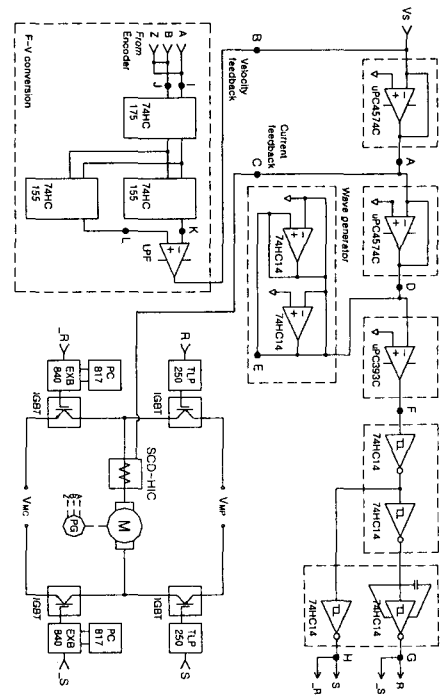 Vs
B
uPC4574C
A
uPC4574C
D
uPC393C
F
74HC14
74HC14
74HC14
74HC14
G
H
R
_S
S
_R
Velocity feedback
Current feedback
C
Wave generator
74HC14
74HC14
E
F-V conversion
From Encoder
A
B
Z
I
J
74HC 175
74HC 155
74HC 155
K
L
LPF
_R
R
EXB 840
PC 817
TLP 250
IGBT
IGBT
SCD-HIC
M
PG
A
B
Z
VMC
VMP
IGBT
IGBT
EXB 840
PC 817
TLP 250
_S
S